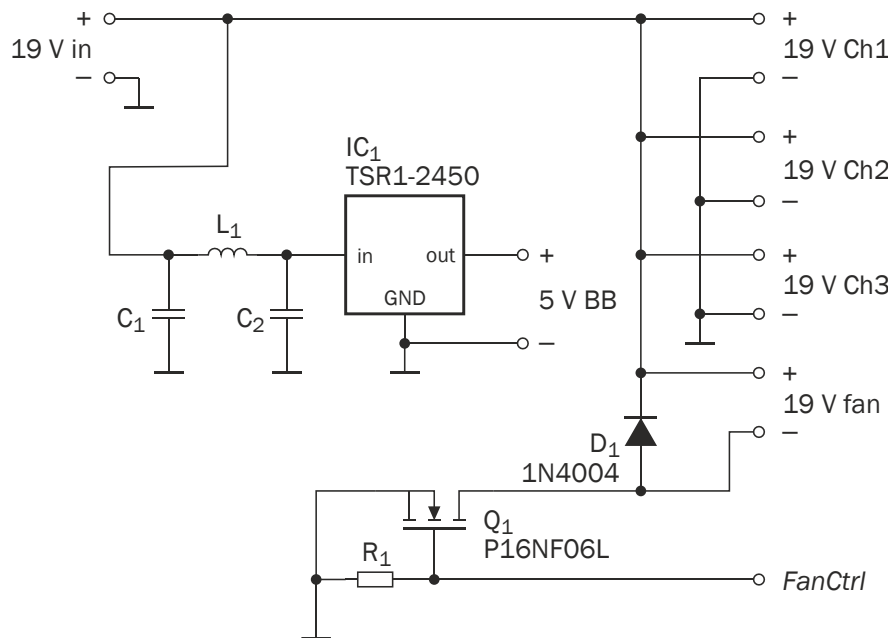 +
19 V in
−
+
19 V Ch1
−
+
19 V Ch2
−
+
19 V Ch3
−
+
19 V fan
−
IC1
TSR1-2450
in
out
GND
L1
C1
C2
+
5 V BB
−
D1
1N4004
Q1
P16NF06L
R1
FanCtrl